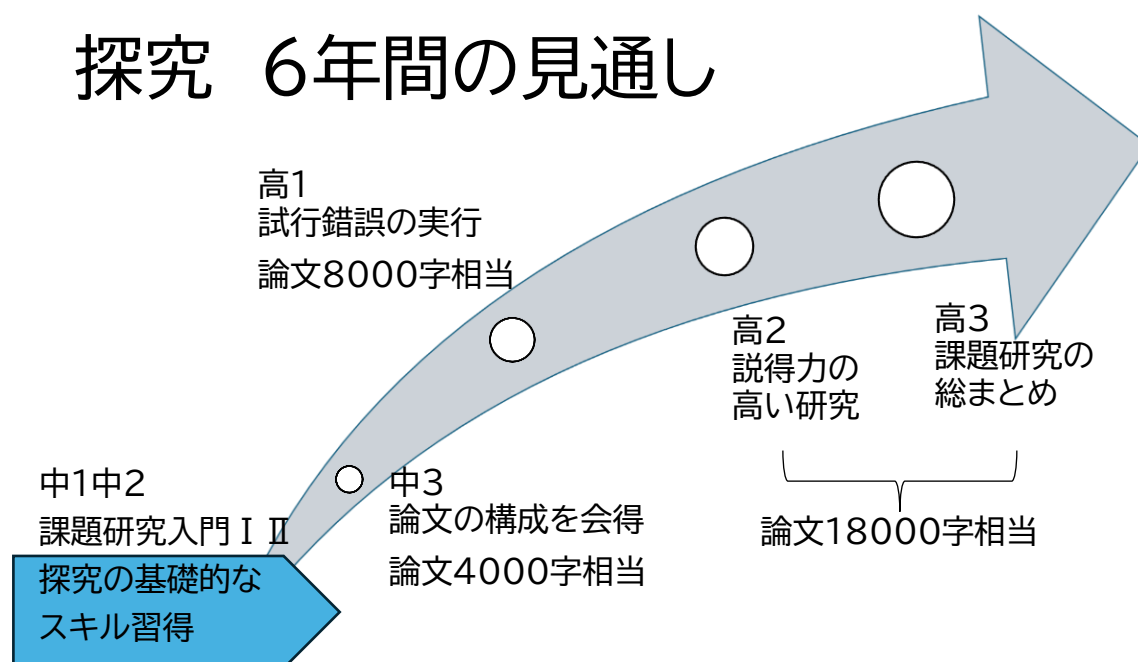 探究　6年間の見通し
高1
試行錯誤の実行
論文8000字相当
高2
説得力の
高い研究
高3
課題研究の
総まとめ
論文18000字相当
中1中2
課題研究入門ⅠⅡ
探究の基礎的な
スキル習得
中3
論文の構成を会得
論文4000字相当